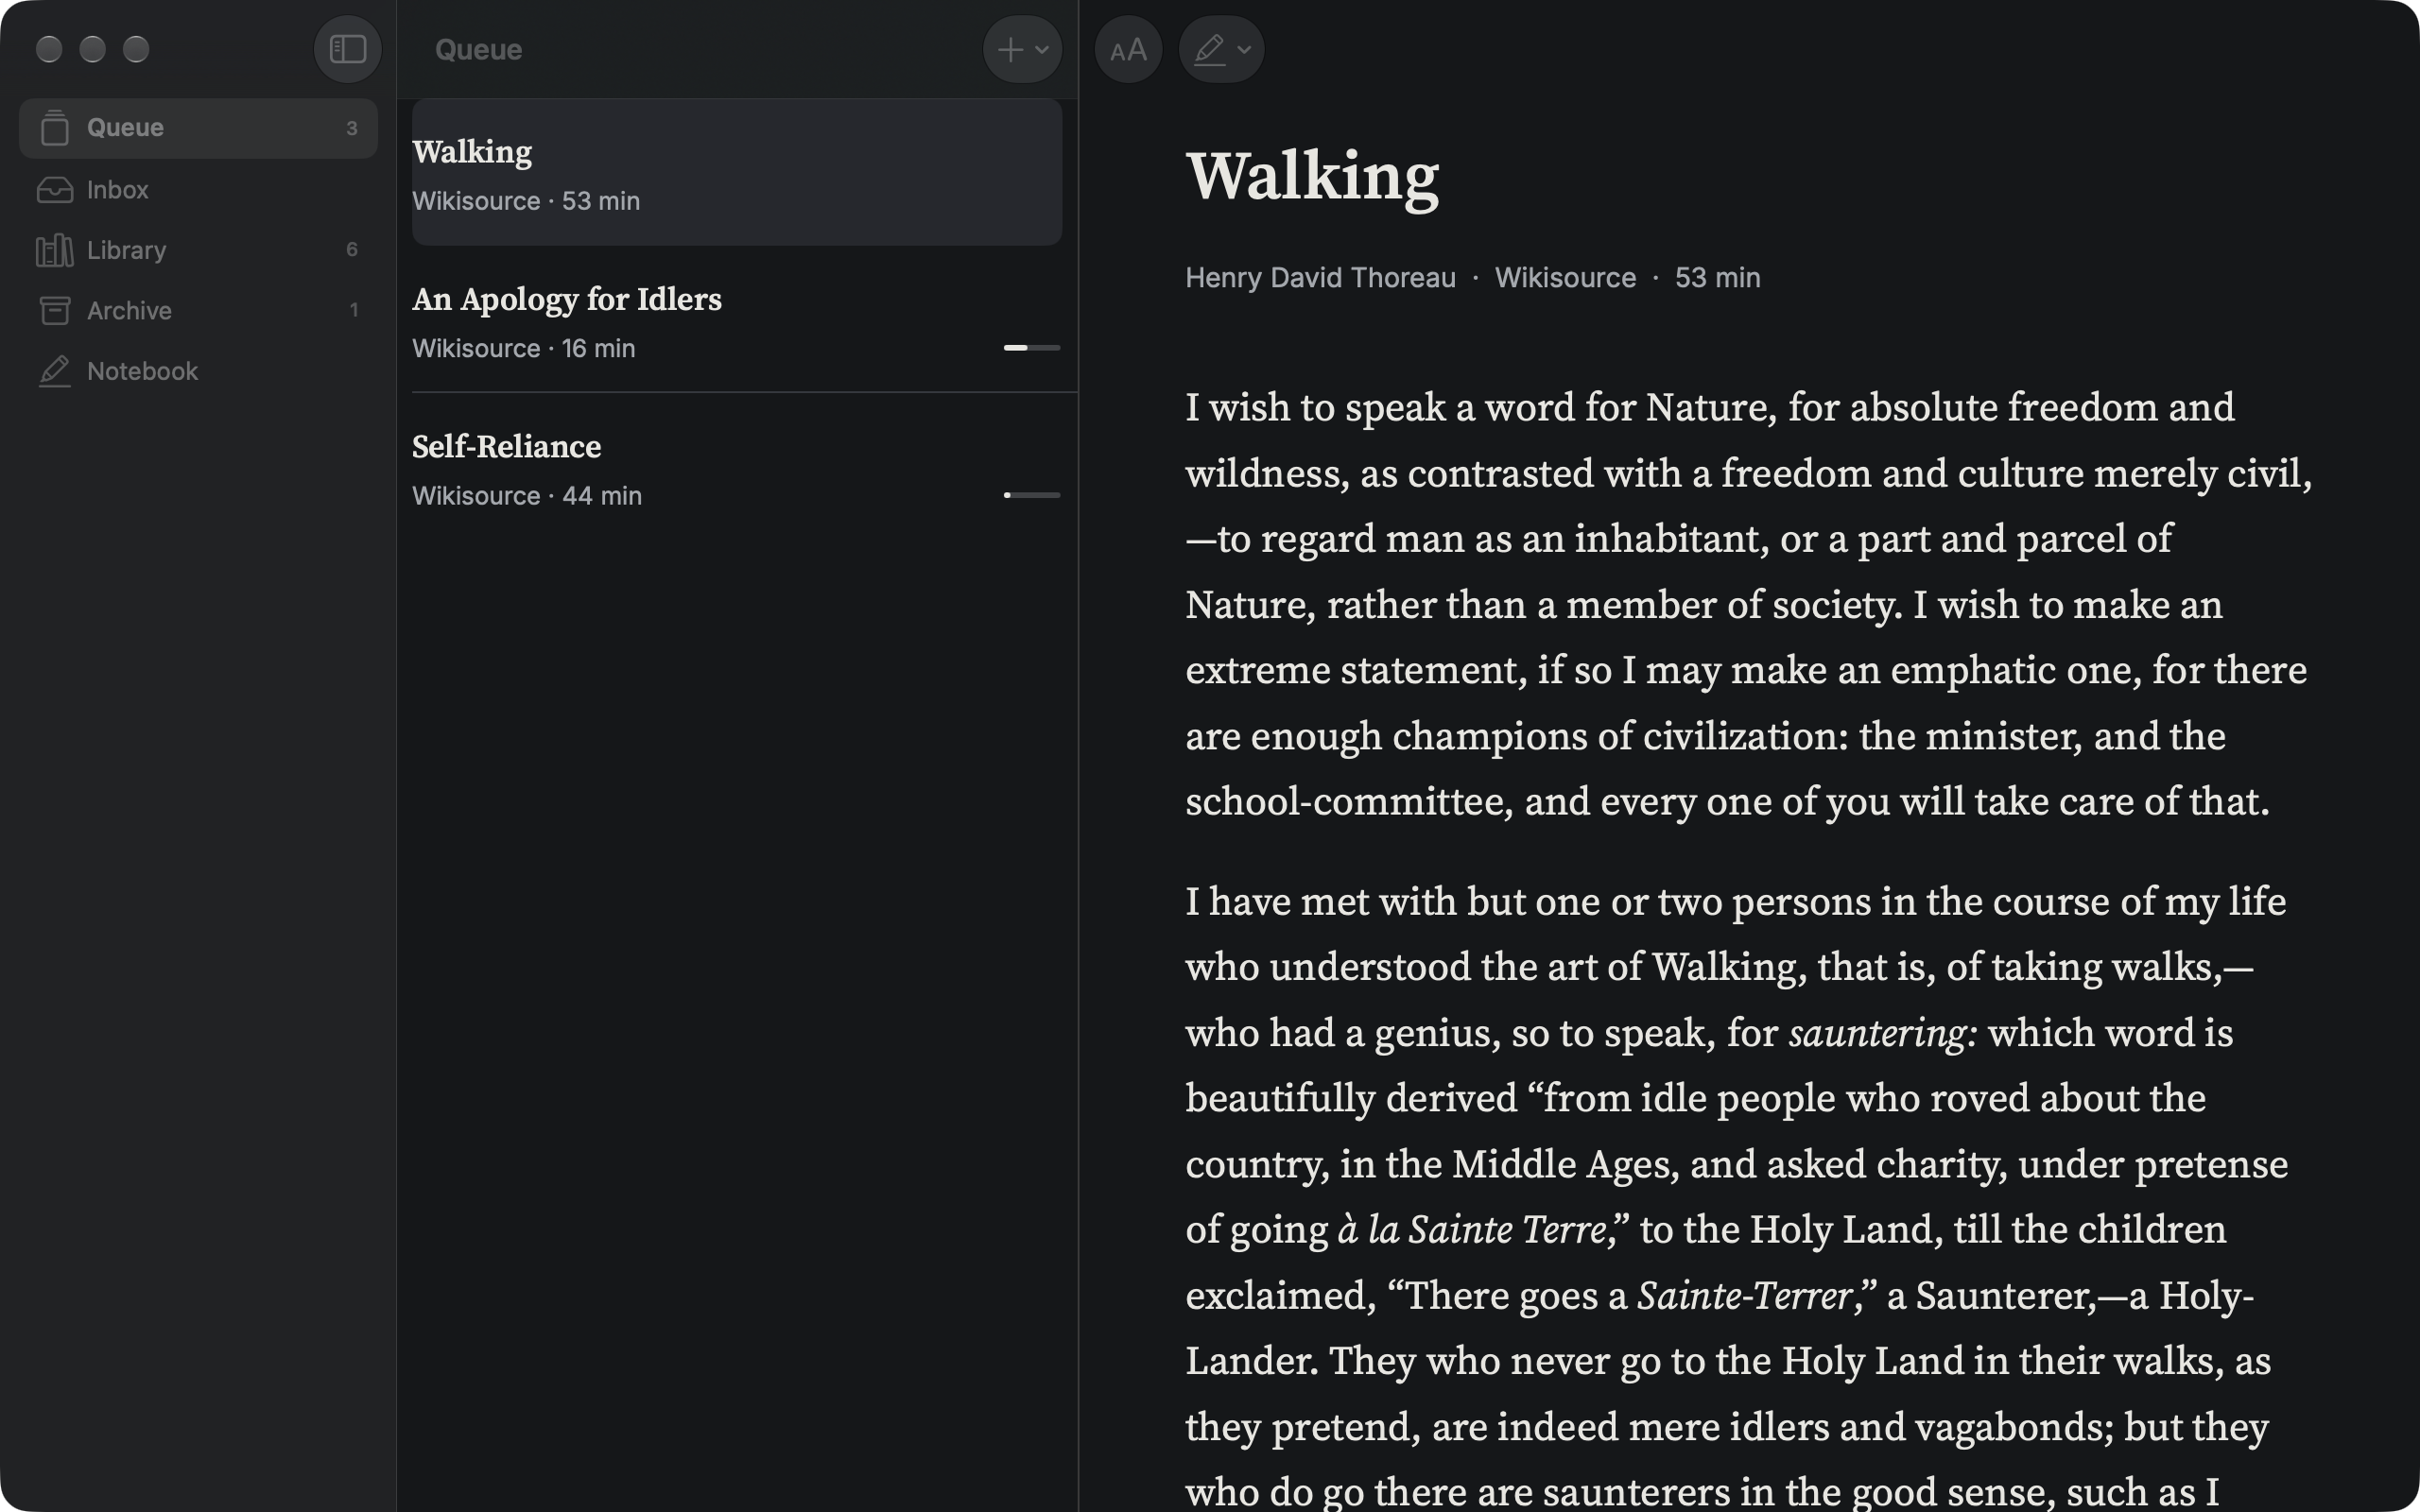 Queue
AA
Queue 3
Inbox
Library 6
Archive 1
Notebook
Walking
Wikisource · 53 min
An Apology for Idlers
Wikisource · 16 min
Self-Reliance
Wikisource · 44 min
Walking
Henry David Thoreau · Wikisource · 53 min
I wish to speak a word for Nature, for absolute freedom and
wildness, as contrasted with a freedom and culture merely civil,
—to regard man as an inhabitant, or a part and parcel of
Nature, rather than a member of society. I wish to make an
extreme statement, if so I may make an emphatic one, for there
are enough champions of civilization: the minister, and the
school-committee, and every one of you will take care of that.
I have met with but one or two persons in the course of my life
who understood the art of Walking, that is, of taking walks,—
who had a genius, so to speak, for sauntering: which word is
beautifully derived “from idle people who roved about the
country, in the Middle Ages, and asked charity, under pretense
of going à la Sainte Terre,” to the Holy Land, till the children
exclaimed, “There goes a Sainte-Terrer,” a Saunterer,—a Holy-
Lander. They who never go to the Holy Land in their walks, as
they pretend, are indeed mere idlers and vagabonds; but they
who do go there are saunterers in the good sense, such as I